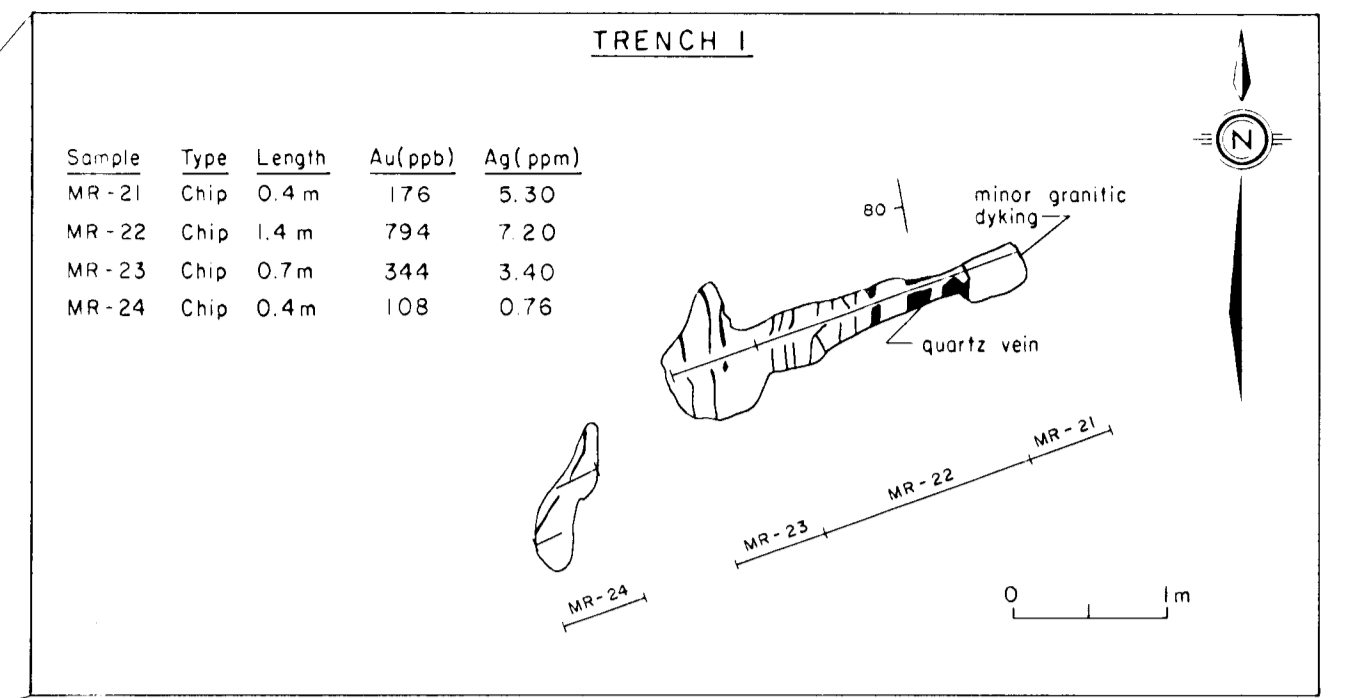 TRENCH 1
N
Sample Type Length Au(ppb) Ag(ppm)
MR-21 Chip 0.4 m 176 5.30
MR-22 Chip 1.4 m 794 7.20
MR-23 Chip 0.7 m 344 3.40
MR-24 Chip 0.4 m 108 0.76
80
minor granitic
dyking
quartz vein
MR-21
MR-22
MR-23
MR-24
0 1 m